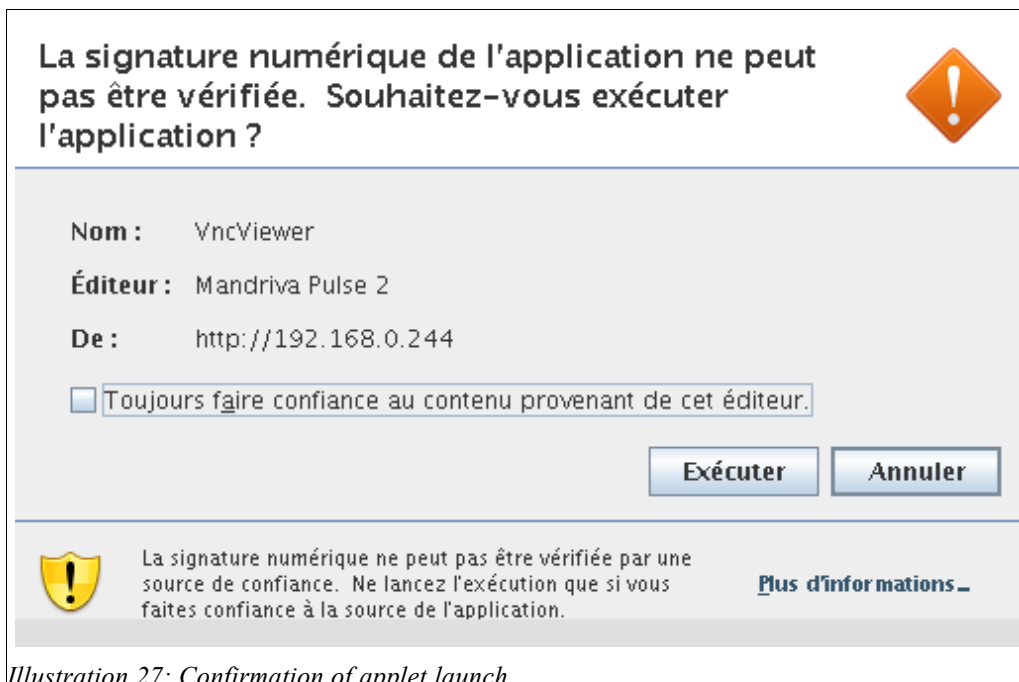 La signature numérique de l'application ne peut
pas être vérifiée. Souhaitez-vous exécuter
l'application ?
Nom : VncViewer
Éditeur : Mandriva Pulse 2
De : http://192.168.0.244
Toujours faire confiance au contenu provenant de cet éditeur.
Exécuter Annuler
La signature numérique ne peut pas être vérifiée par une
source de confiance. Ne lancez l'exécution que si vous
faites confiance à la source de l'application.
Plus d'informations...
Illustration 27: Confirmation of applet launch